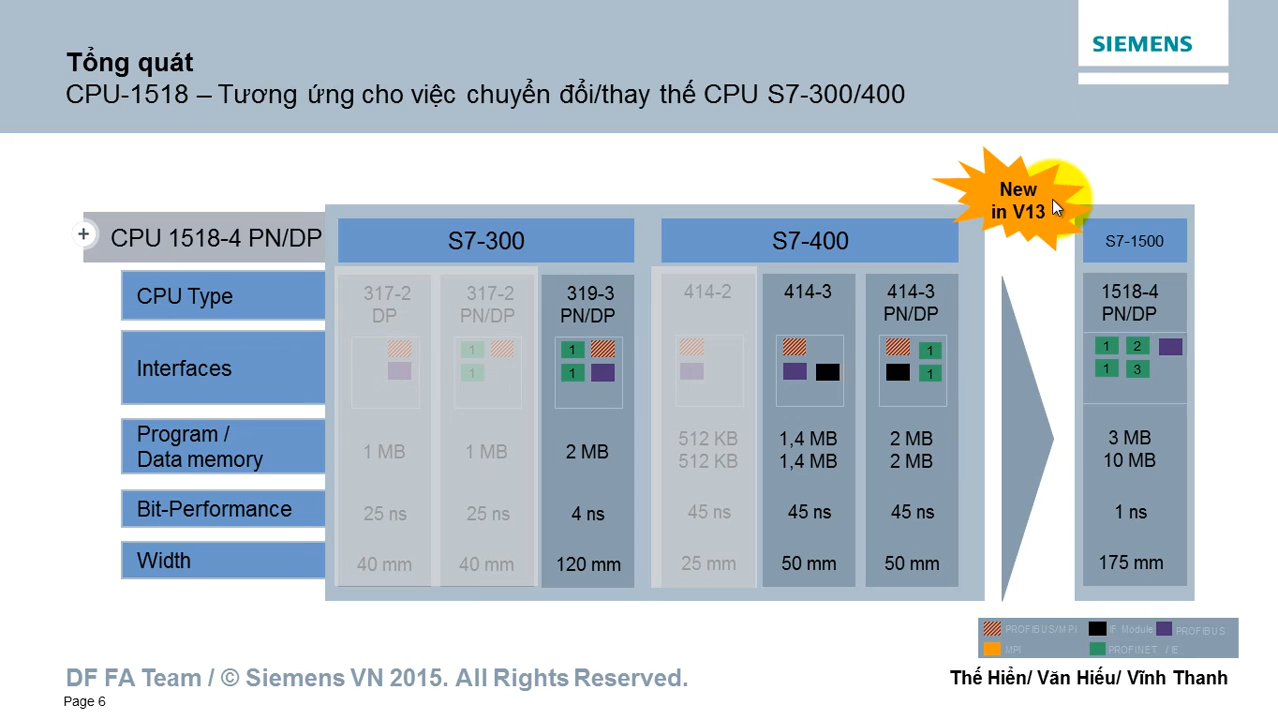 SIEMENS
Tổng quát
CPU-1518 – Tương ứng cho việc chuyển đổi/thay thế CPU S7-300/400
New
in V13
+
CPU 1518-4 PN/DP
S7-300
S7-400
S7-1500
CPU Type
317-2
DP
317-2
PN/DP
319-3
PN/DP
414-2
414-3
414-3
PN/DP
1518-4
PN/DP
Interfaces
1
1
1
1
1
1
1 2
1 3
Program /
Data memory
1 MB
1 MB
2 MB
512 KB
512 KB
1,4 MB
1,4 MB
2 MB
2 MB
3 MB
10 MB
Bit-Performance
25 ns
25 ns
4 ns
45 ns
45 ns
45 ns
1 ns
Width
40 mm
40 mm
120 mm
25 mm
50 mm
50 mm
175 mm
PROFIBUS/MPI IF Module PROFIBUS
MPI PROFINET / IE
DF FA Team / © Siemens VN 2015. All Rights Reserved.
Thế Hiển/ Văn Hiếu/ Vĩnh Thanh
Page 6